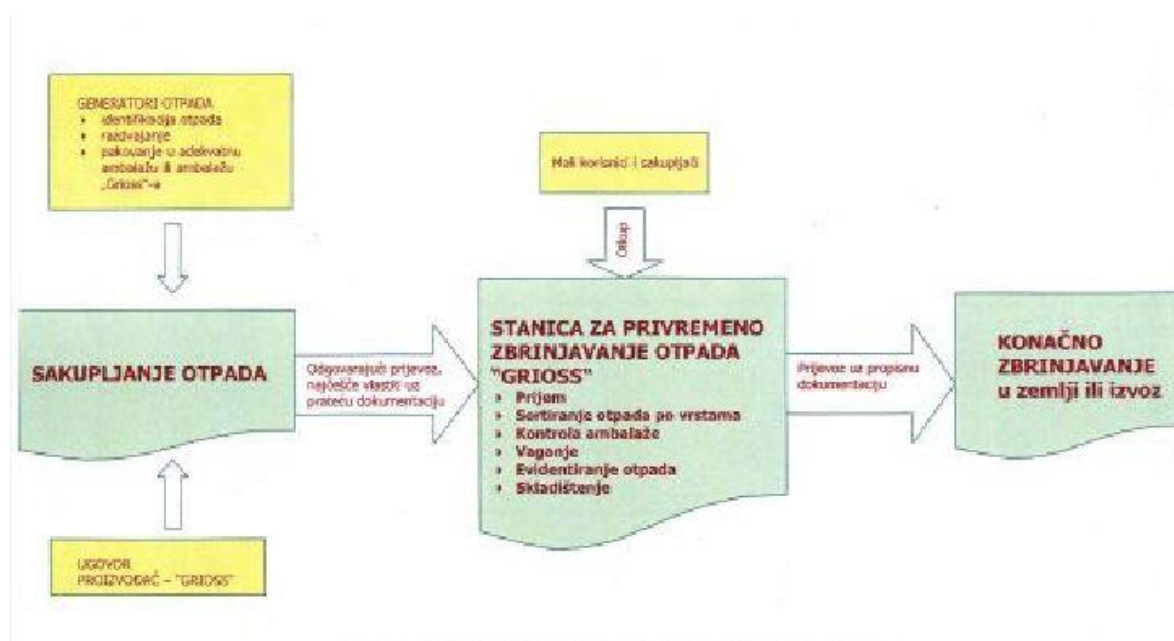 GENERATORI OTPADA
• identifikacija otpada
• razdvajanje
• pakovanje u adekvatnu
ambalažu ili ambalažu
„Grioss"-a
Mali korisnici i sakupljači
Otkup
SAKUPLJANJE OTPADA
Odgovarajući prijevoz,
najčešće vlastiti uz
prateću dokumentaciju
STANICA ZA PRIVREMENO
ZBRINJAVANJE OTPADA
"GRIOSS"
• Prijem
• Sortiranje otpada po vrstama
• Kontrola ambalaže
• Vaganje
• Evidentiranje otpada
• Skladištenje
Prijevoz uz propisnu
dokumentaciju
KONAČNO
ZBRINJAVANJE
u zemlji ili izvoz
UGOVOR
PROIZVOĐAČ – "GRIOSS"